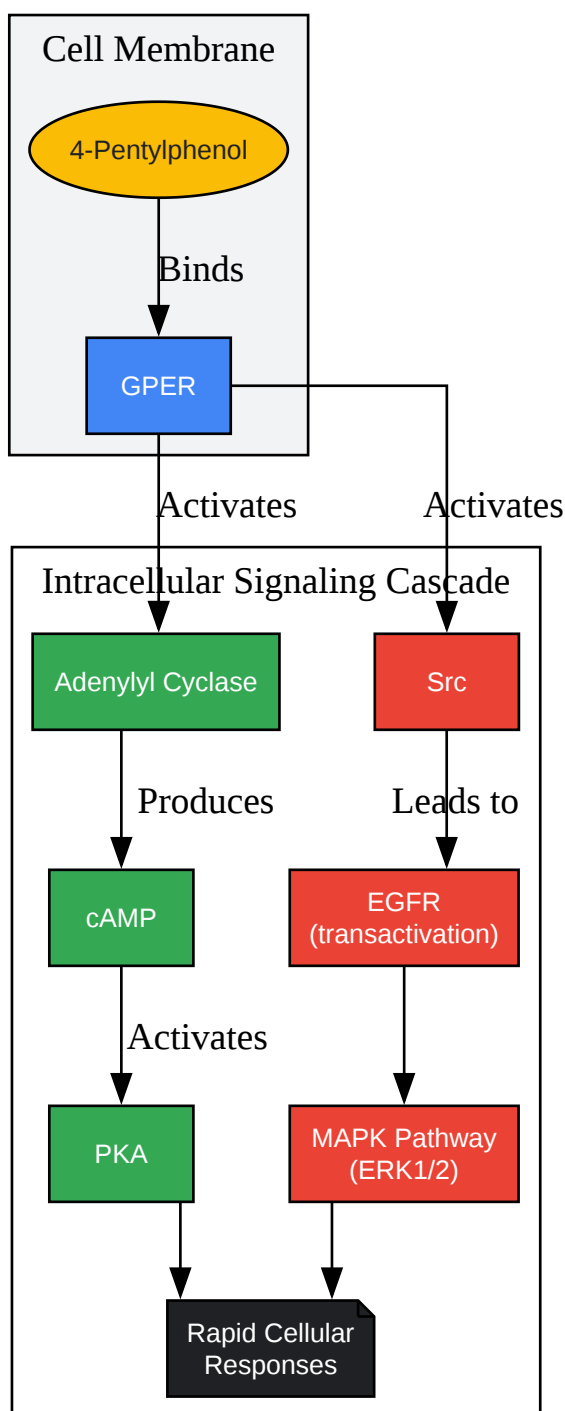 Cell Membrane
4-Pentylphenol
Binds
GPER
Activates
Activates
Intracellular Signaling Cascade
Adenylyl Cyclase
Src
Produces
Leads to
cAMP
EGFR
(transactivation)
Activates
PKA
MAPK Pathway
(ERK1/2)
Rapid Cellular
Responses